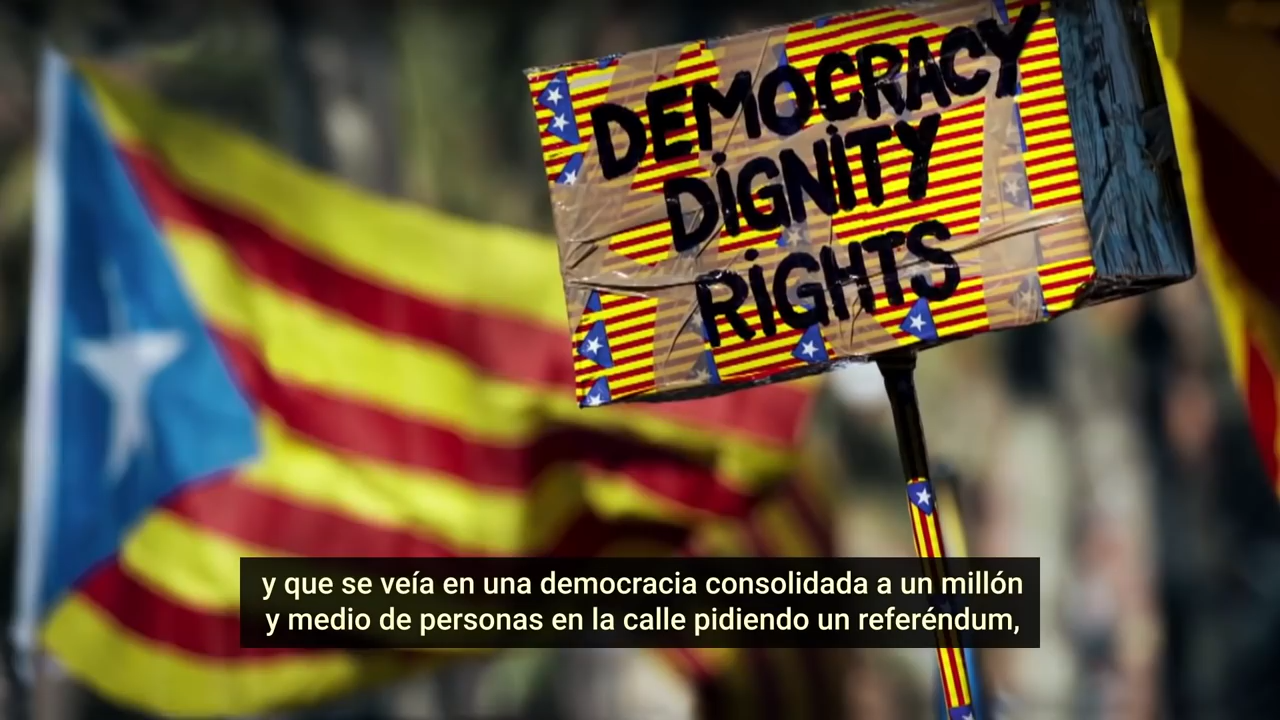 DEMOCRACY
DIGNITY
RIGHTS
y que se veía en una democracia consolidada a un millón
y medio de personas en la calle pidiendo un referéndum,